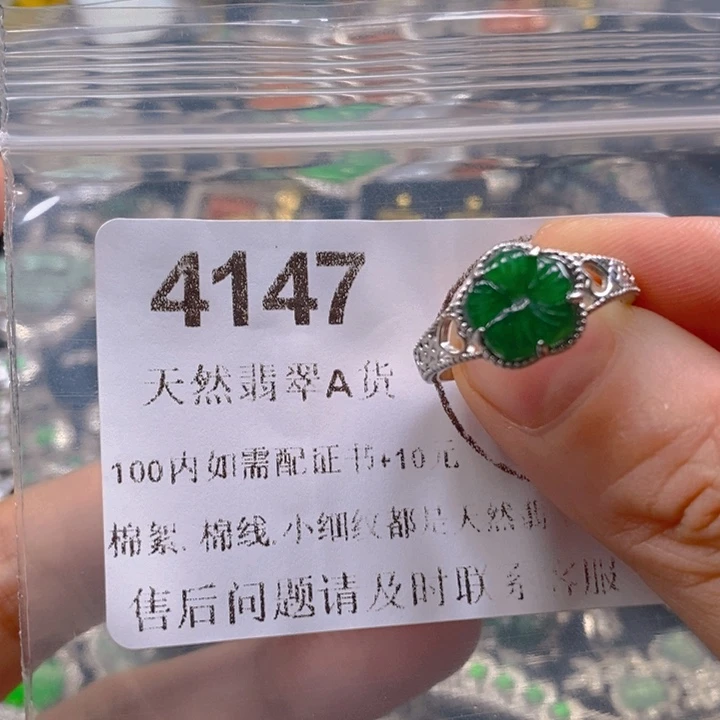 4147
天然翡翠A货
100内如需配证书+10元
棉絮.棉线.小细纹都是天然翡
售后问题请及时联系客服